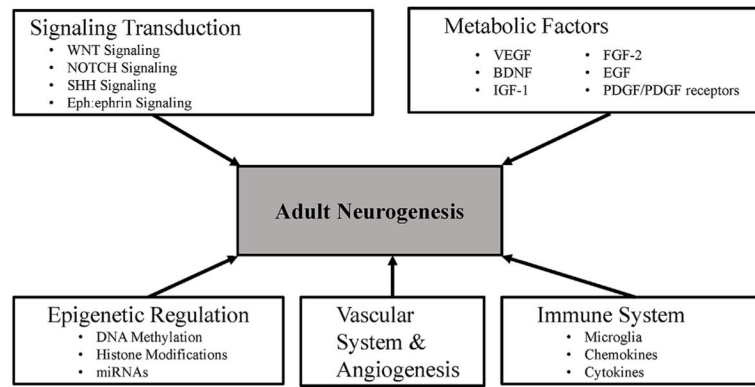 Signaling Transduction
• WNT Signaling
• NOTCH Signaling
• SHH Signaling
• Eph:ephrin Signaling
Metabolic Factors
• VEGF
• BDNF
• IGF-1
• FGF-2
• EGF
• PDGF/PDGF receptors
Adult Neurogenesis
Epigenetic Regulation
• DNA Methylation
• Histone Modifications
• miRNAs
Vascular
System &
Angiogenesis
Immune System
• Microglia
• Chemokines
• Cytokines